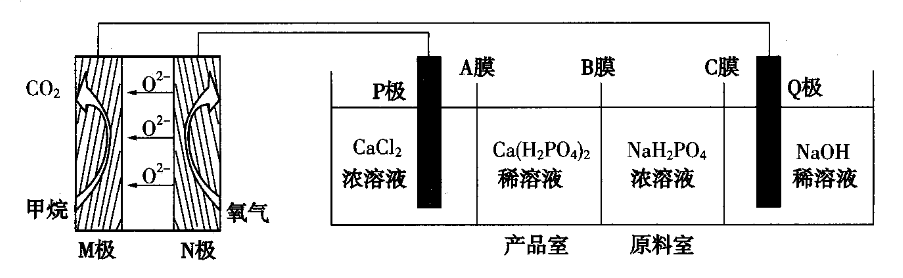 A膜 B膜 C膜
CO₂ O²⁻ P极 Q极
O²⁻ CaCl₂ Ca(H₂PO₄)₂ NaH₂PO₄ NaOH
O²⁻ 浓溶液 稀溶液 浓溶液 稀溶液
甲烷 氧气
M极 N极 产品室 原料室